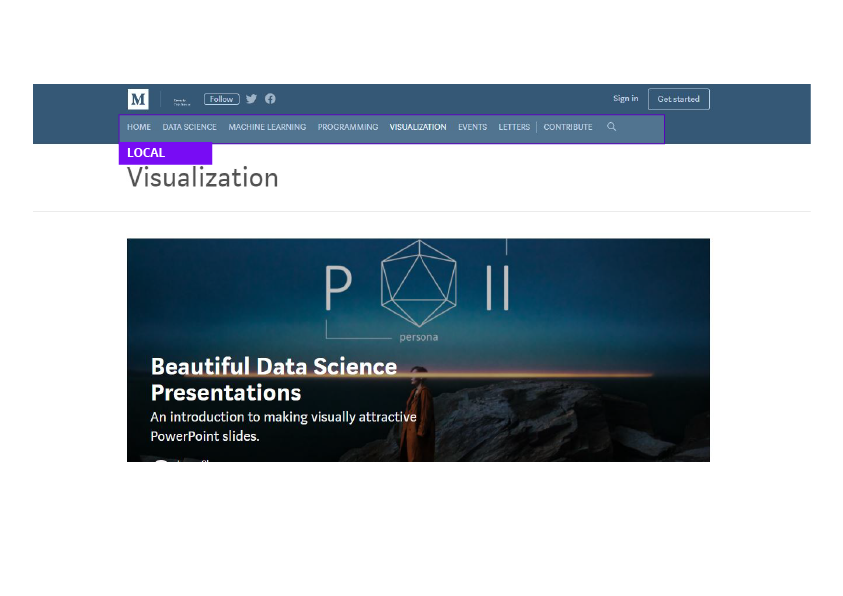 M Follow Sign in Get started
HOME DATA SCIENCE MACHINE LEARNING PROGRAMMING VISUALIZATION EVENTS LETTERS CONTRIBUTE
LOCAL
Visualization
P II
persona
Beautiful Data Science
Presentations
An introduction to making visually attractive
PowerPoint slides.